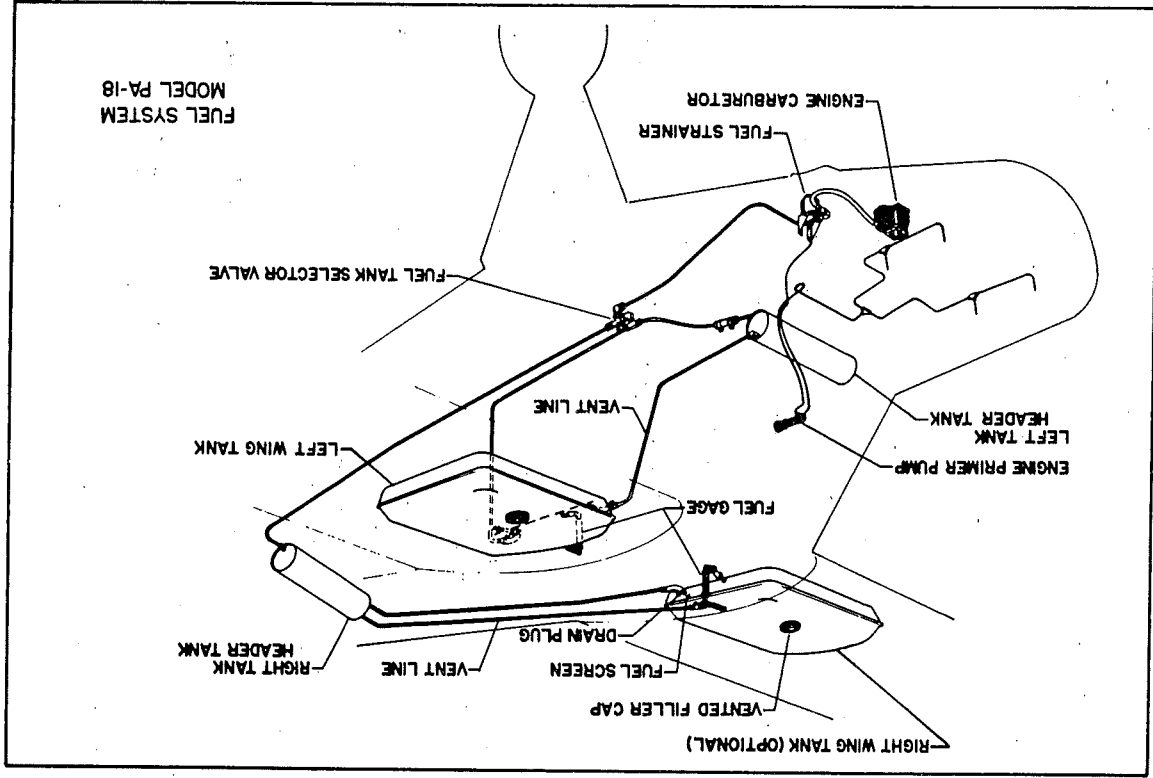 RIGHT WING TANK (OPTIONAL)
VENTED FILLER CAP
FUEL SCREEN
DRAIN PLUG
VENT LINE
RIGHT TANK
HEADER TANK
FUEL GAGE
LEFT WING TANK
ENGINE PRIMER PUMP
LEFT TANK
HEADER TANK
VENT LINE
FUEL TANK SELECTOR VALVE
FUEL STRAINER
ENGINE CARBURETOR
FUEL SYSTEM
MODEL PA-18